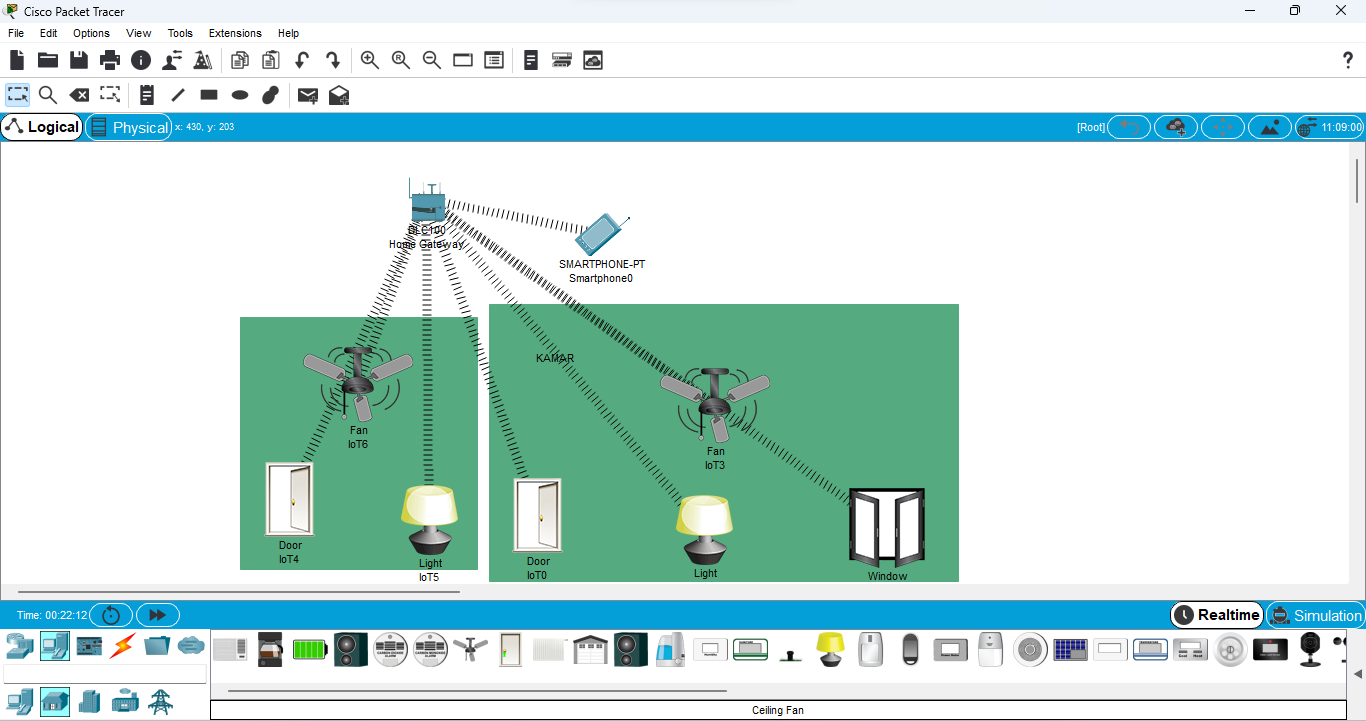 Cisco Packet Tracer
File Edit Options View Tools Extensions Help
Logical Physical x: 430, y: 203 [Root] 11:09:00
DLC100
Home Gateway
SMARTPHONE-PT
Smartphone0
KAMAR
Fan
IoT6
Fan
IoT3
Door
IoT4
Light
IoT5
Door
IoT0
Light
Window
Time: 00:22:12 Realtime Simulation
Ceiling Fan